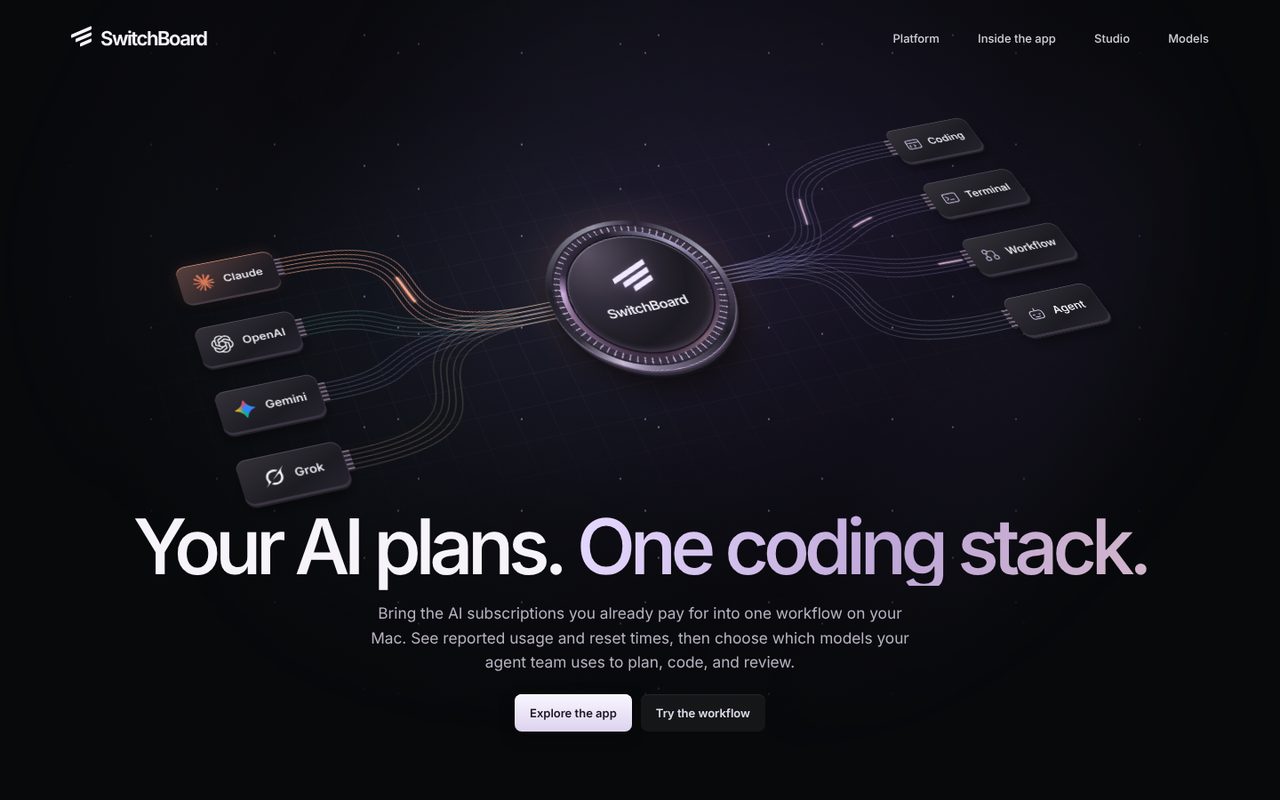 SwitchBoard
Platform
Inside the app
Studio
Models
Coding
Terminal
Workflow
Agent
Claude
OpenAI
Gemini
Grok
SwitchBoard
Your AI plans. One coding stack.
Bring the AI subscriptions you already pay for into one workflow on your
Mac. See reported usage and reset times, then choose which models your
agent team uses to plan, code, and review.
Explore the app
Try the workflow